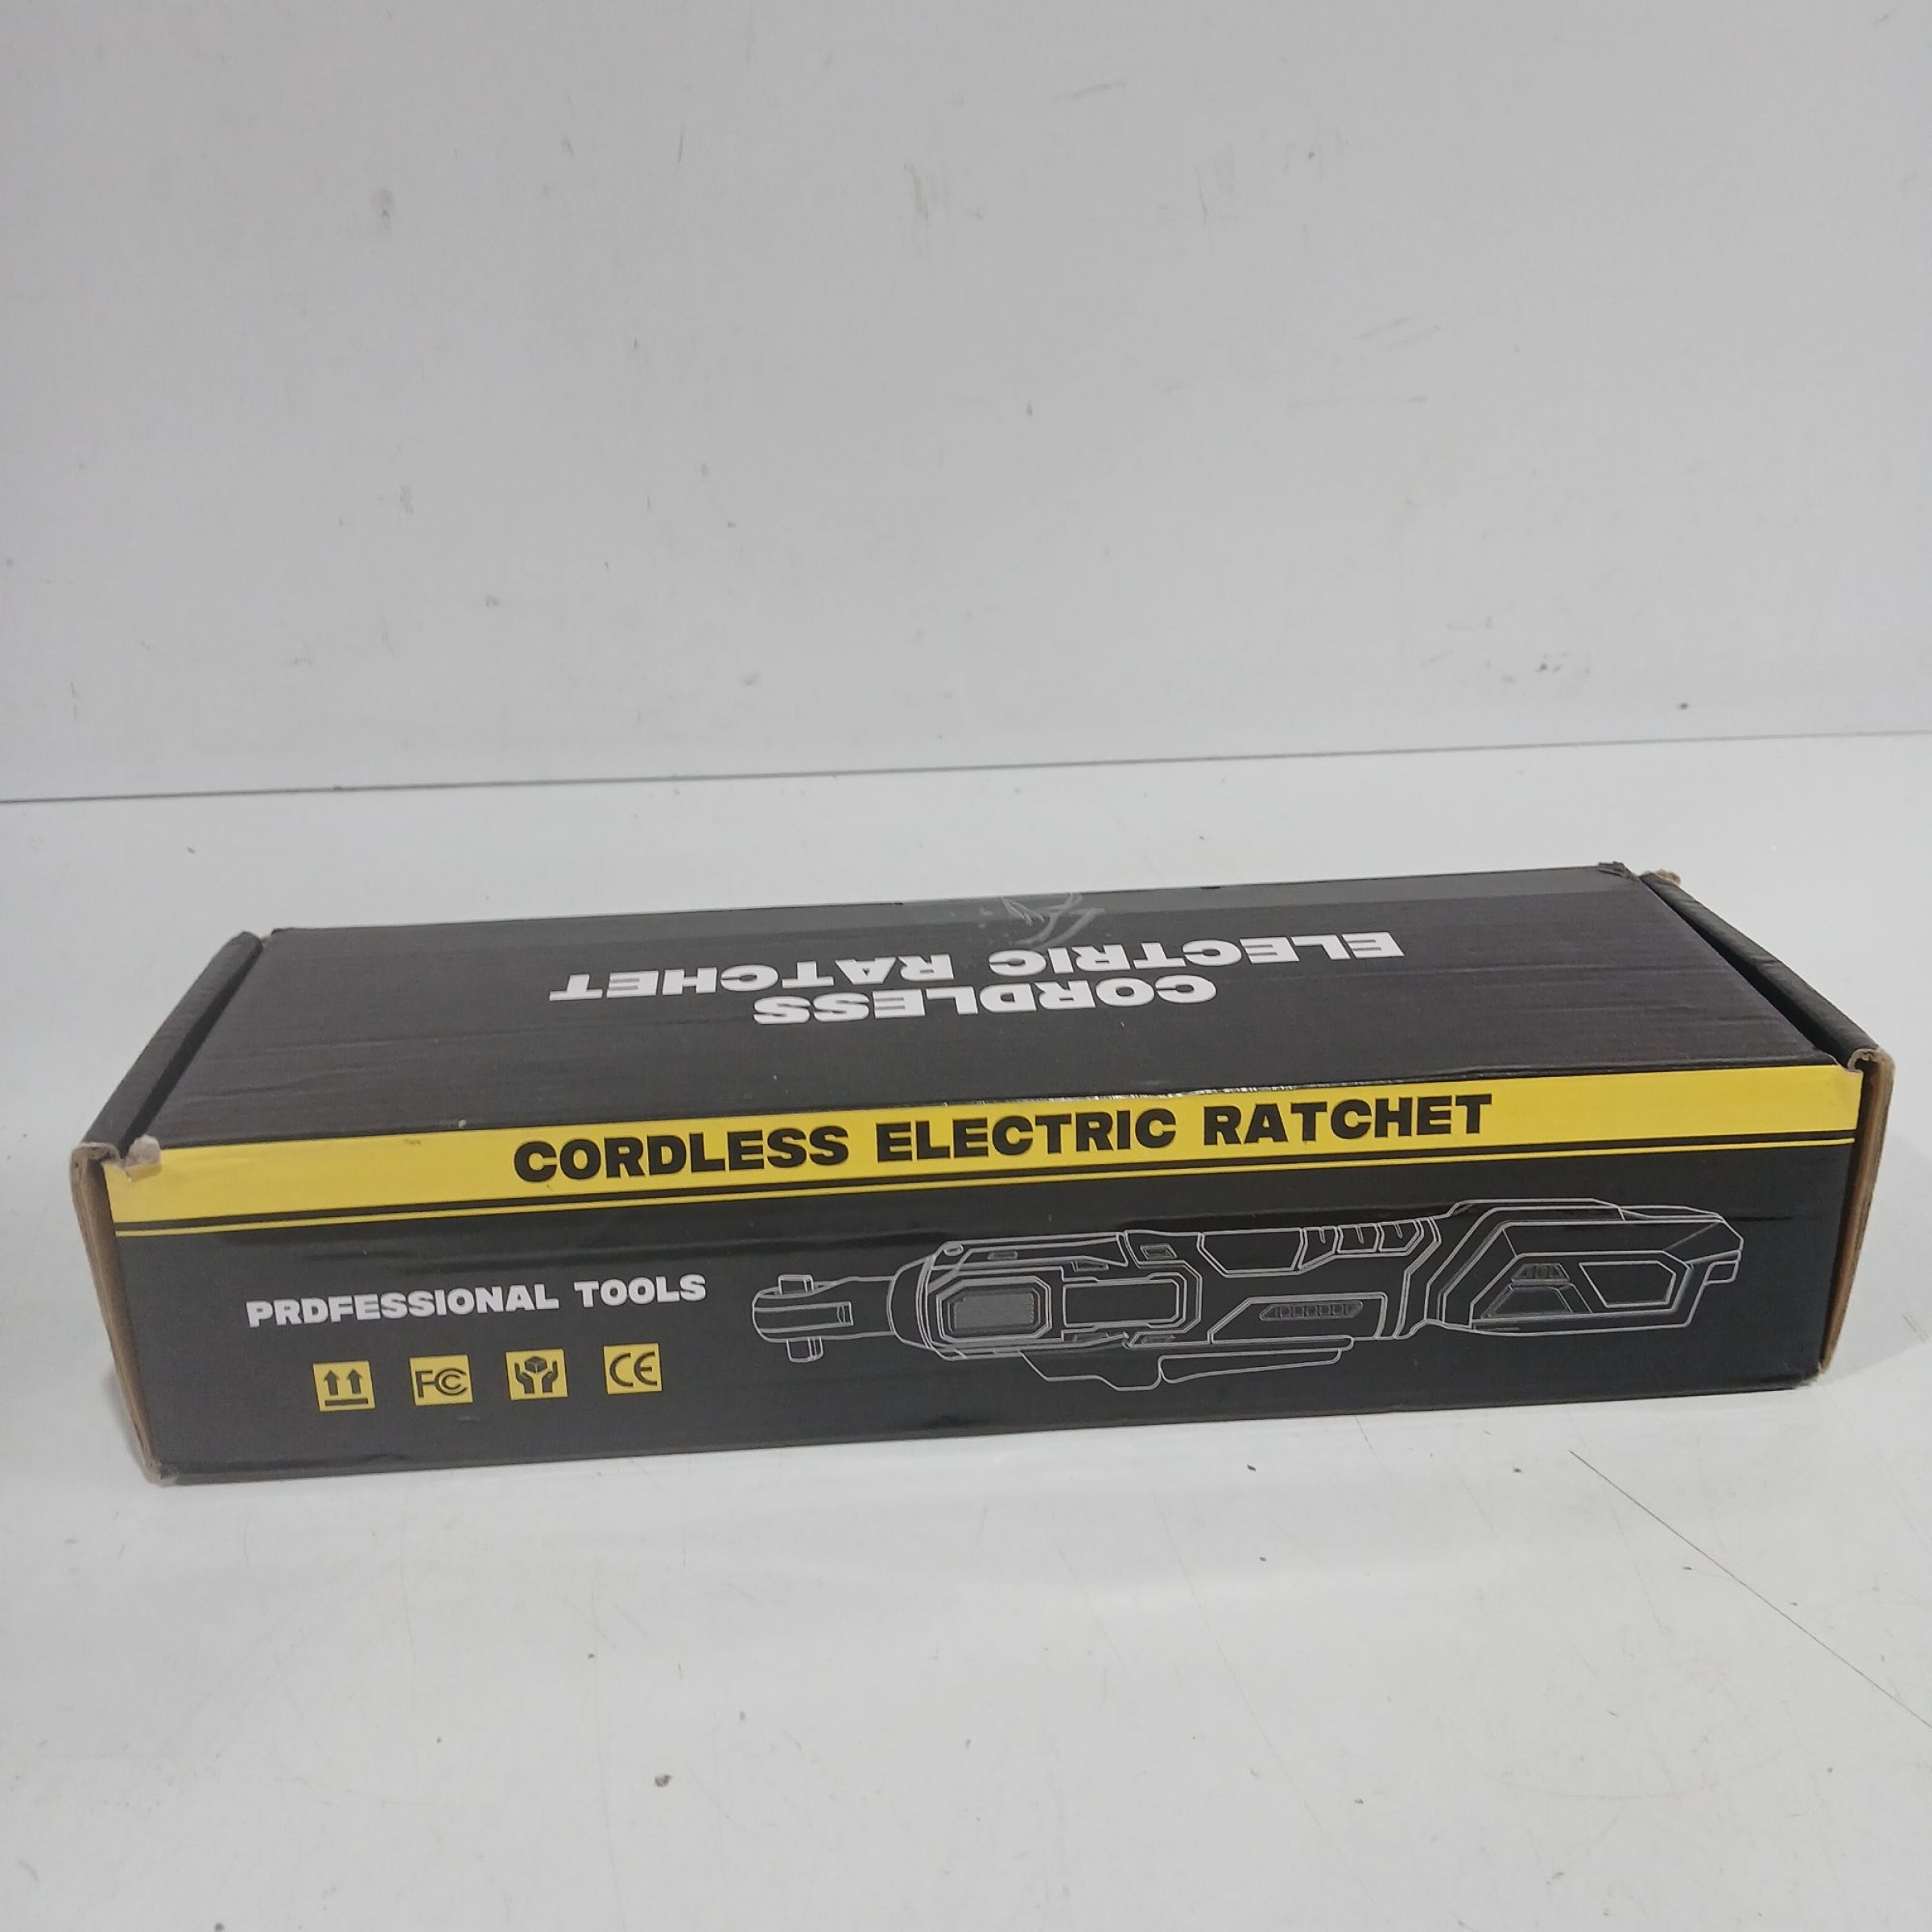 CORDLESS
ELECTRIC RATCHET
CORDLESS ELECTRIC RATCHET
PRDFESSIONAL TOOLS
FC CE